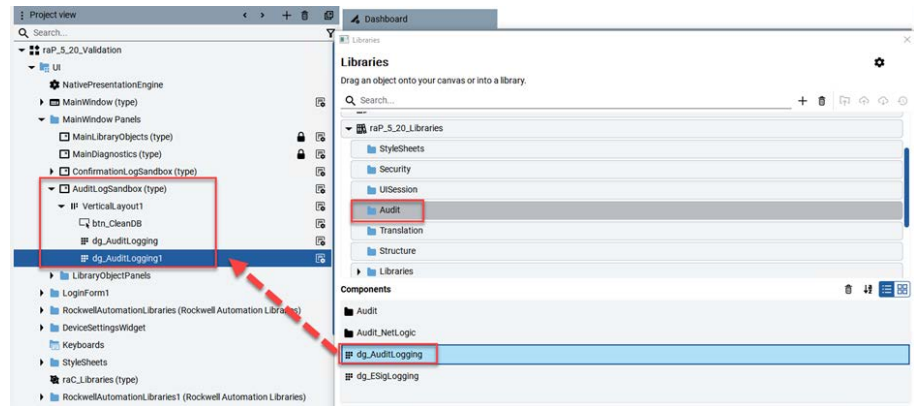 Project view
Search...
raP_5_20_Validation
UI
NativePresentationEngine
MainWindow (type)
MainWindow Panels
MainLibraryObjects (type)
MainDiagnostics (type)
ConfirmationLogSandbox (type)
AuditLogSandbox (type)
VerticalLayout1
btn_CleanDB
dg_AuditLogging
dg_AuditLogging1
LibraryObjectPanels
LoginForm1
RockwellAutomationLibraries (Rockwell Automation Libraries)
DeviceSettingsWidget
Keyboards
StyleSheets
raC_Libraries (type)
RockwellAutomationLibraries1 (Rockwell Automation Libraries)
Dashboard
Libraries
Libraries
Drag an object onto your canvas or into a library.
Search...
raP_5_20_Libraries
StyleSheets
Security
UISession
Audit
Translation
Structure
Libraries
Components
Audit
Audit_NetLogic
dg_AuditLogging
dg_ESigLogging